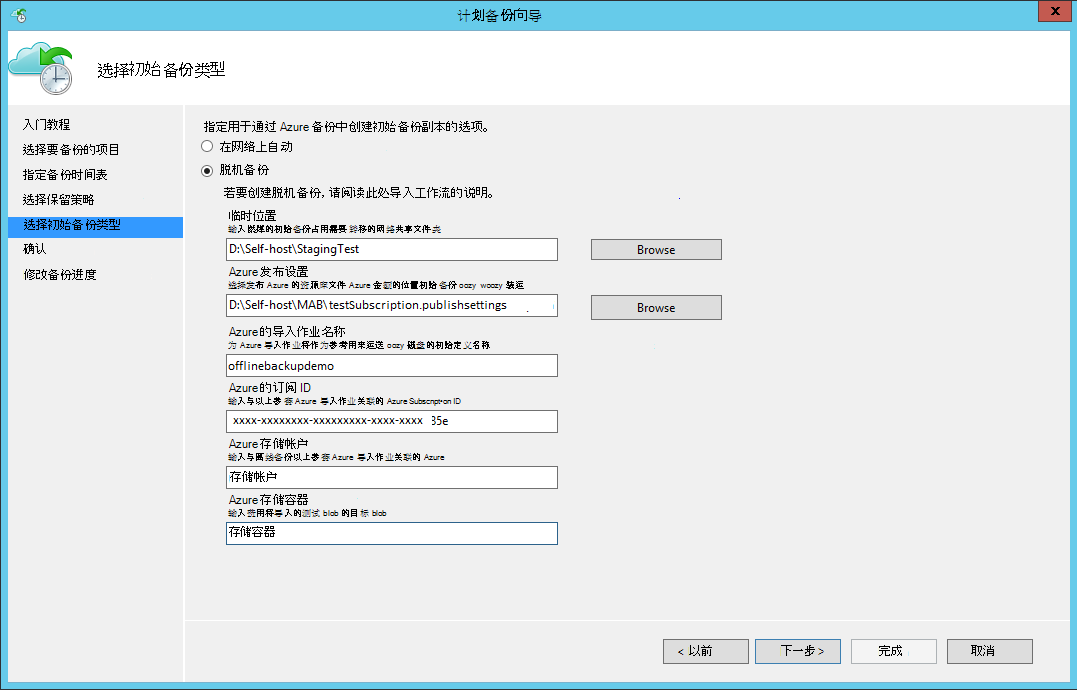 计划备份向导
x
选择初始备份类型
入门教程
选择要备份的项目
指定备份时间表
选择保留策略
选择初始备份类型
确认
修改备份进度
指定用于通过 Azure 备份中创建初始备份副本的选项。
在网络上自动
脱机备份
若要创建脱机备份, 请阅读此处导入工作流的说明。
临时位置
输入 的初始备份占用需要 移的网络共享文件夹
D:\Self-host\StagingTest
Browse
Azure 发布设置
选择发布 Azure 的资源库文件 Azure 金额的位置初始 备份 oozy woozy 装运
D:\Self-host\MAB\testSubscription.publishsettings
Browse
Azure的导入作业名称
为 Azure 导入作业将作为参考用来运送 oozy 磁盘的初始定义名称
offlinebackupdemo
Azure的订阅 ID
输入与以上参 Azure 导入作业关联的 Azure Subscription ID
xxxx-xxxxxxxx-xxxxxxxxx-xxxx-xxxx 35e
Azure 存储帐户
输入与离线备份以上参 Azure 导入作业关联的 Azure
存储帐户
Azure 存储容器
输入 用将导入的测试 blob 的目标 blob
存储容器
< 以前
下一步 >
完成
取消